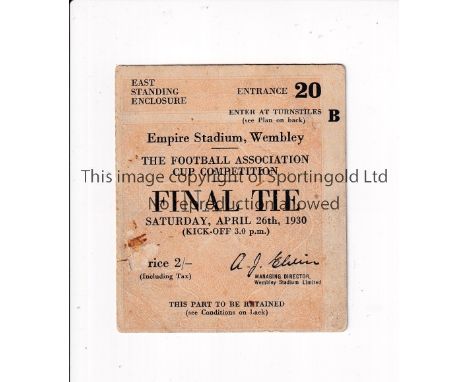 EAST
STANDING
ENCLOSURE
ENTRANCE 20
ENTER AT TURNSTILES
(see Plan on back)
B
Empire Stadium, Wembley
THE FOOTBALL ASSOCIATION
CUP COMPETITION
This image copyright of Sportingold Ltd
FINAL TIE
No reproduction allowed
SATURDAY, APRIL 26th, 1930
(KICK-OFF 3.0 p.m.)
rice 2/-
(Including Tax)
A. J. Elvin
MANAGING DIRECTOR,
Wembley Stadium Limited
THIS PART TO BE RETAINED
(see Conditions on back)